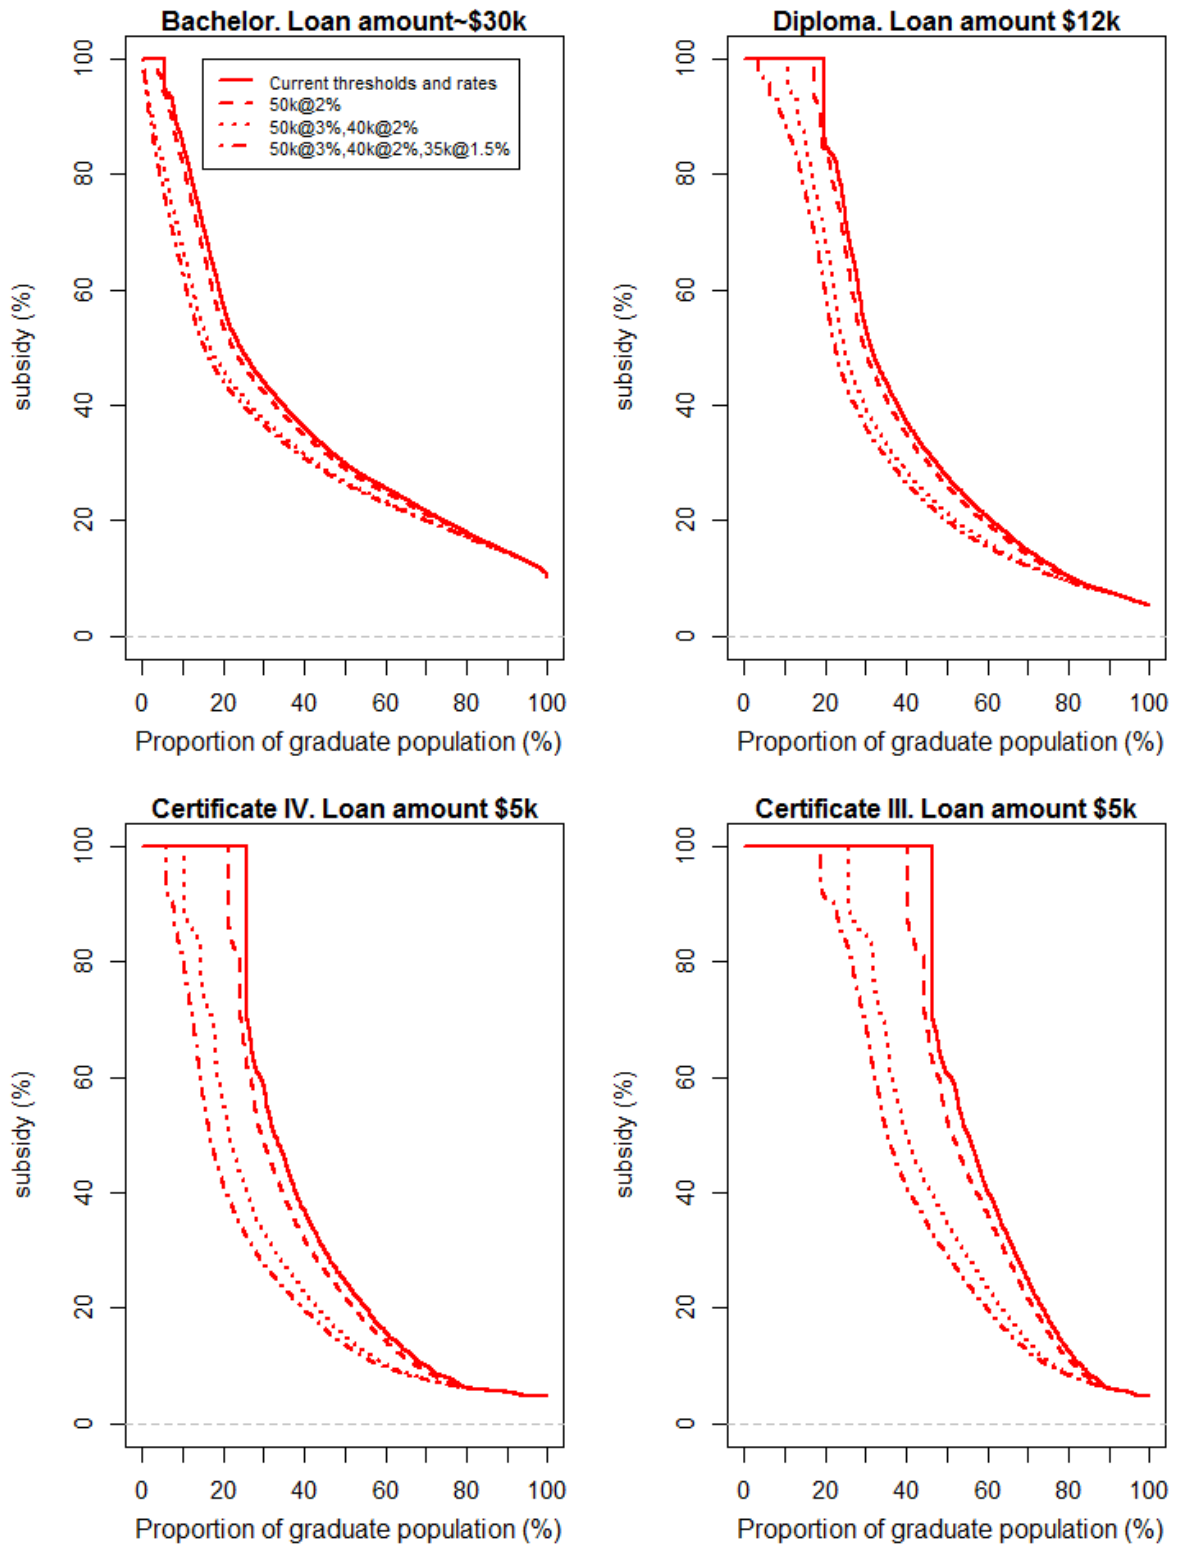 Bachelor. Loan amount~$30k
100
80
60
40
20
0
subsidy (%)
Current thresholds and rates
50k@2%
50k@3%,40k@2%
50k@3%,40k@2%,35k@1.5%
0 20 40 60 80 100
Proportion of graduate population (%)
Diploma. Loan amount $12k
100
80
60
40
20
0
subsidy (%)
0 20 40 60 80 100
Proportion of graduate population (%)
Certificate IV. Loan amount $5k
100
80
60
40
20
0
subsidy (%)
0 20 40 60 80 100
Proportion of graduate population (%)
Certificate III. Loan amount $5k
100
80
60
40
20
0
subsidy (%)
0 20 40 60 80 100
Proportion of graduate population (%)